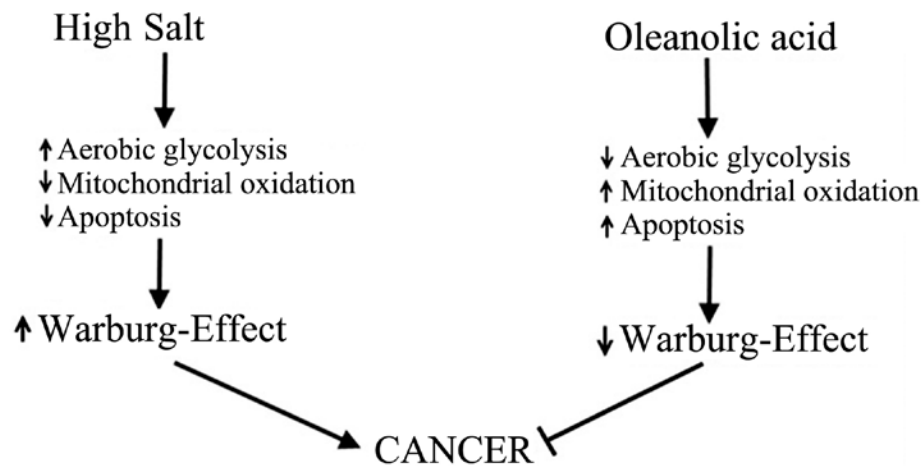 High Salt
↑ Aerobic glycolysis
↓ Mitochondrial oxidation
↓ Apoptosis
↑ Warburg-Effect
Oleanolic acid
↓ Aerobic glycolysis
↑ Mitochondrial oxidation
↑ Apoptosis
↓ Warburg-Effect
CANCER